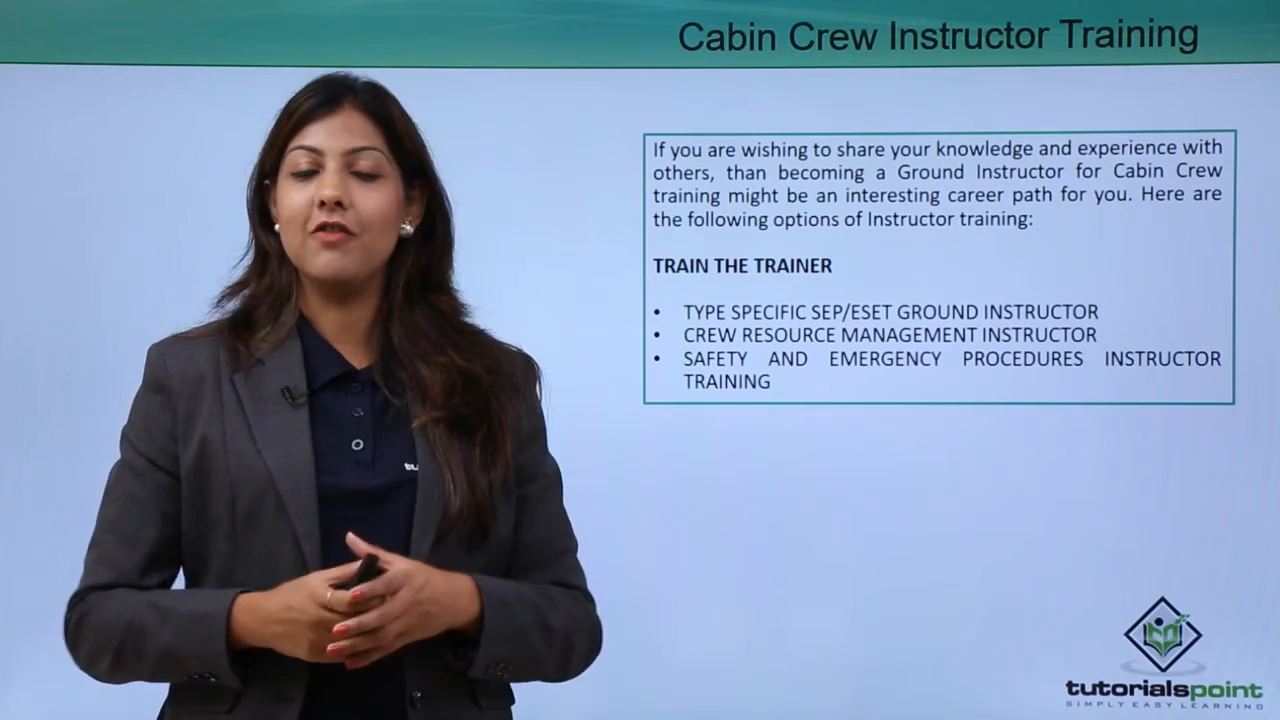 Cabin Crew Instructor Training
If you are wishing to share your knowledge and experience with
others, than becoming a Ground Instructor for Cabin Crew
training might be an interesting career path for you. Here are
the following options of Instructor training:
TRAIN THE TRAINER
• TYPE SPECIFIC SEP/ESET GROUND INSTRUCTOR
• CREW RESOURCE MANAGEMENT INSTRUCTOR
• SAFETY AND EMERGENCY PROCEDURES INSTRUCTOR
TRAINING
tutorialspoint
SIMPLY EASY LEARNING